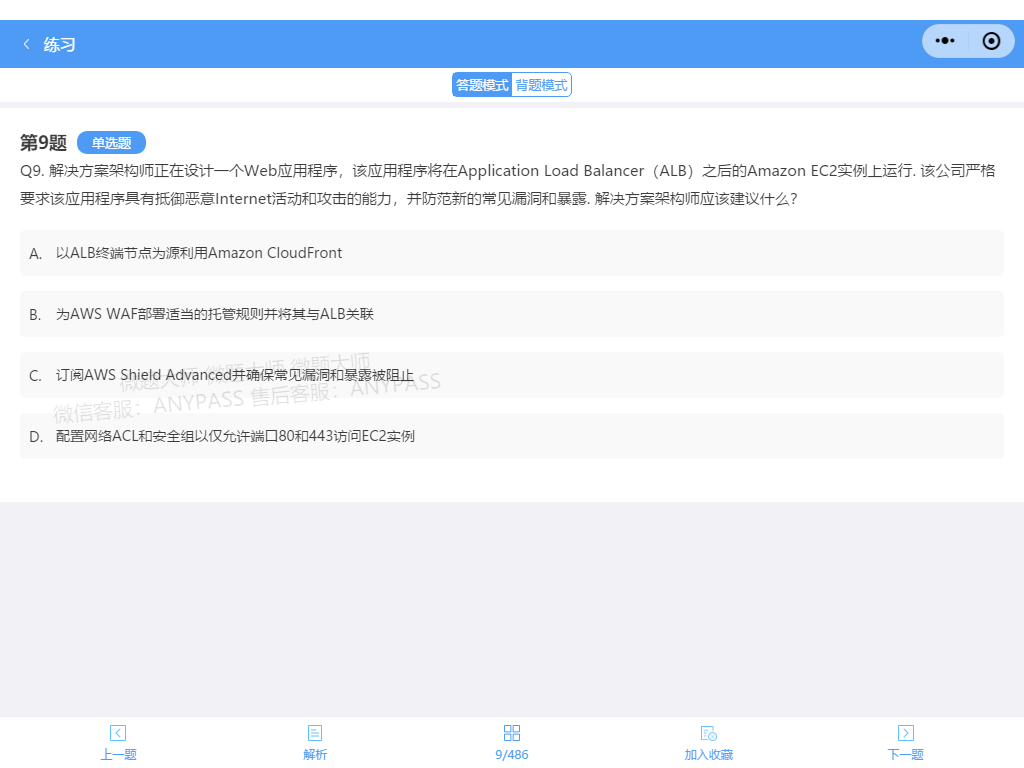 练习
答题模式 背题模式
第9题 单选题
Q9. 解决方案架构师正在设计一个Web应用程序，该应用程序将在Application Load Balancer（ALB）之后的Amazon EC2实例上运行. 该公司严格
要求该应用程序具有抵御恶意Internet活动和攻击的能力，并防范新的常见漏洞和暴露. 解决方案架构师应该建议什么？
A. 以ALB终端节点为源利用Amazon CloudFront
B. 为AWS WAF部署适当的托管规则并将其与ALB关联
C. 订阅AWS Shield Advanced并确保常见漏洞和暴露被阻止
微题大师 微题大师 微题大师
微信客服：ANYPASS 售后客服：ANYPASS
D. 配置网络ACL和安全组以仅允许端口80和443访问EC2实例
上一题 解析 9/486 加入收藏 下一题